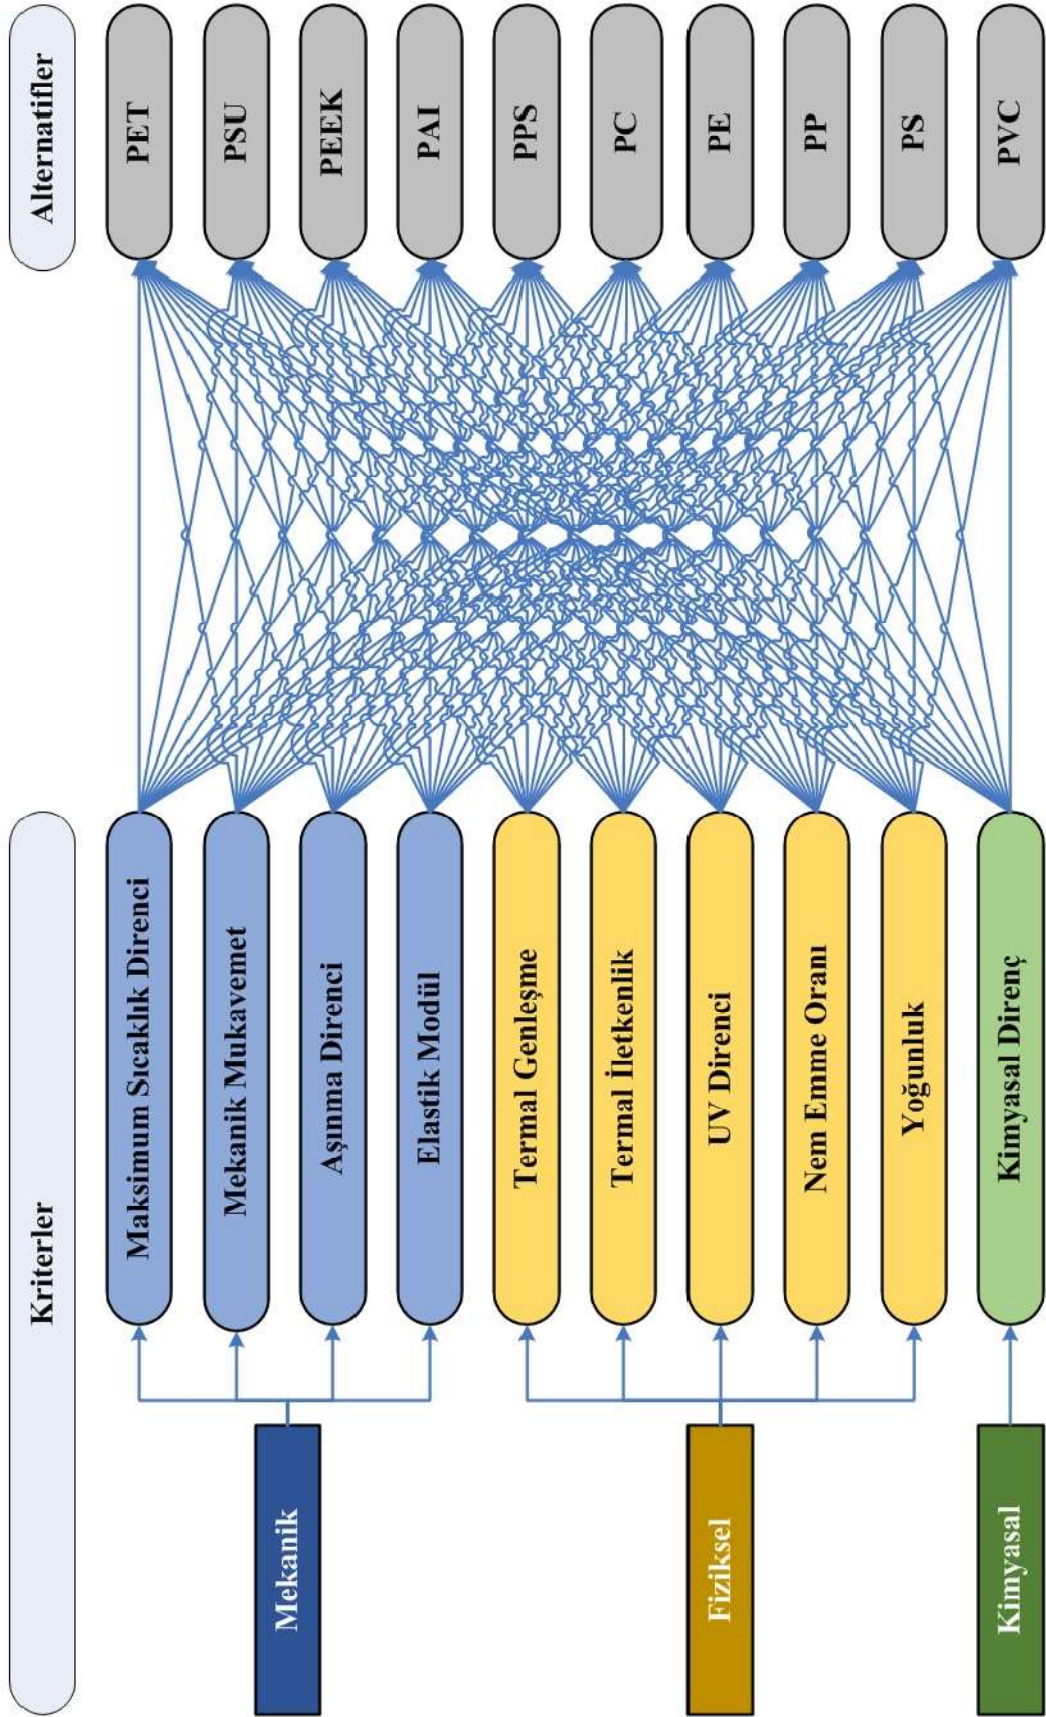 Kriterler
Alternatifler
Mekanik
Maksimum Sıcaklık Direnci
Mekanik Mukavemet
Aşınma Direnci
Elastik Modül
Fiziksel
Termal Genleşme
Termal İletkenlik
UV Direnci
Nem Emme Oranı
Yoğunluk
Kimyasal
Kimyasal Direnç
PET
PSU
PEEK
PAI
PPS
PC
PE
PP
PS
PVC